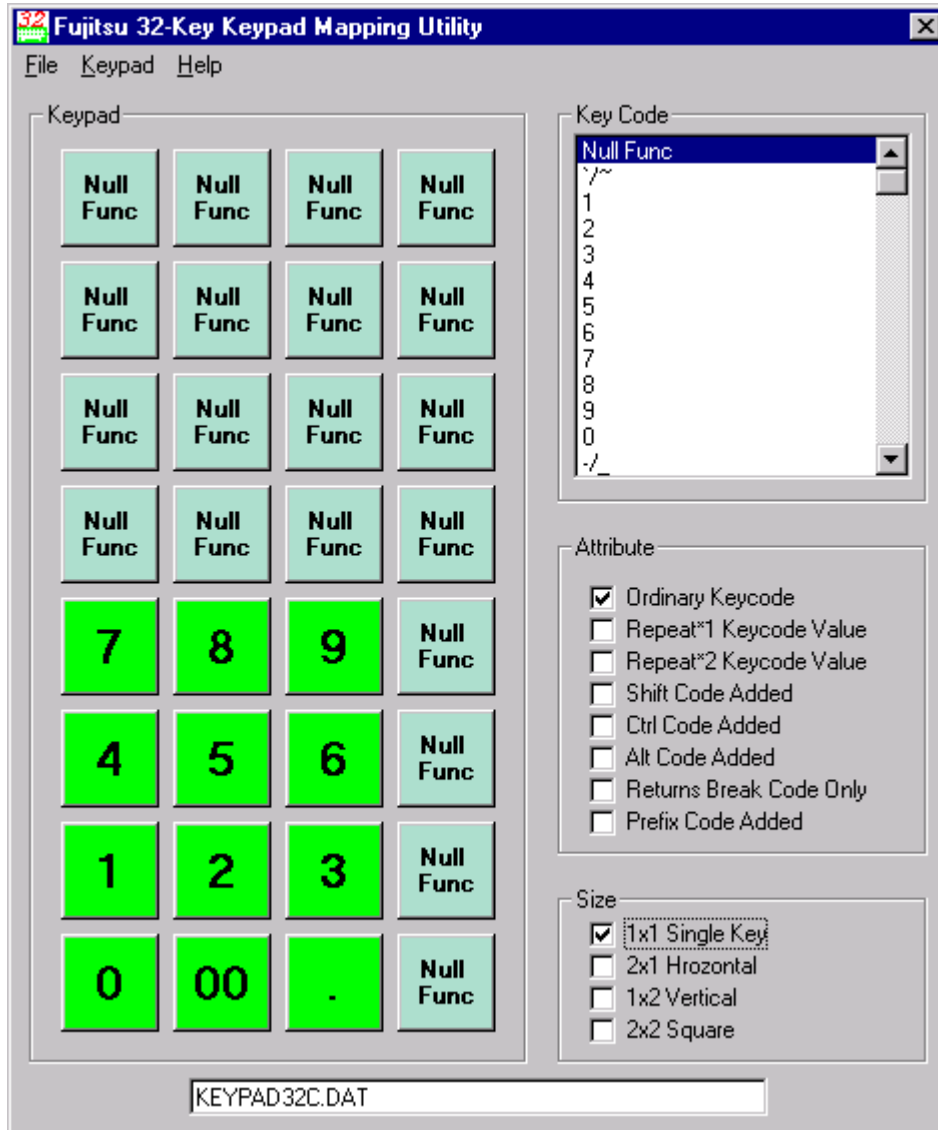 32
Fujitsu 32-Key Keypad Mapping Utility
File Keypad Help
Keypad
Null Func Null Func Null Func Null Func
Null Func Null Func Null Func Null Func
Null Func Null Func Null Func Null Func
Null Func Null Func Null Func Null Func
7 8 9 Null Func
4 5 6 Null Func
1 2 3 Null Func
0 00 . Null Func
Key Code
Null Func
`/~
1
2
3
4
5
6
7
8
9
0
-/_
Attribute
Ordinary Keycode
Repeat*1 Keycode Value
Repeat*2 Keycode Value
Shift Code Added
Ctrl Code Added
Alt Code Added
Returns Break Code Only
Prefix Code Added
Size
1x1 Single Key
2x1 Hrozontal
1x2 Vertical
2x2 Square
KEYPAD32C.DAT